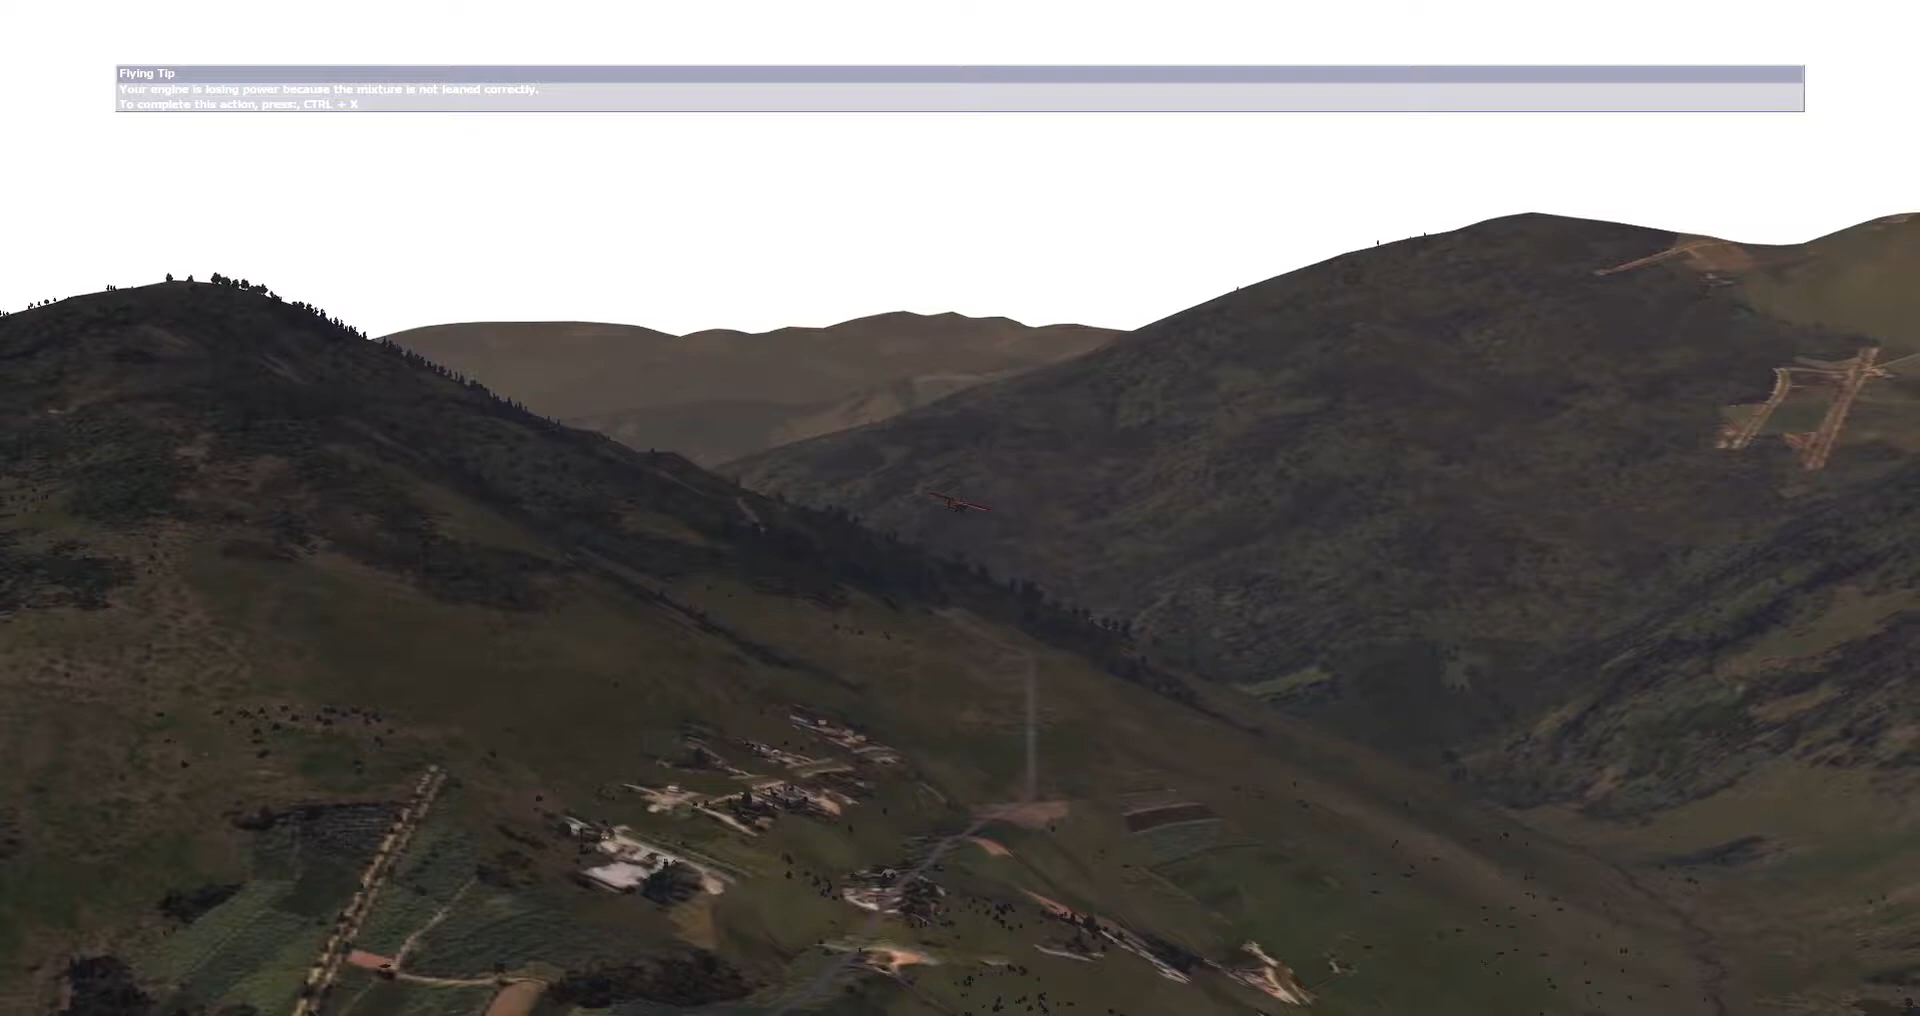 Flying Tip
Your engine is losing power because the mixture is not leaned correctly.
To complete this action, press:, CTRL + X